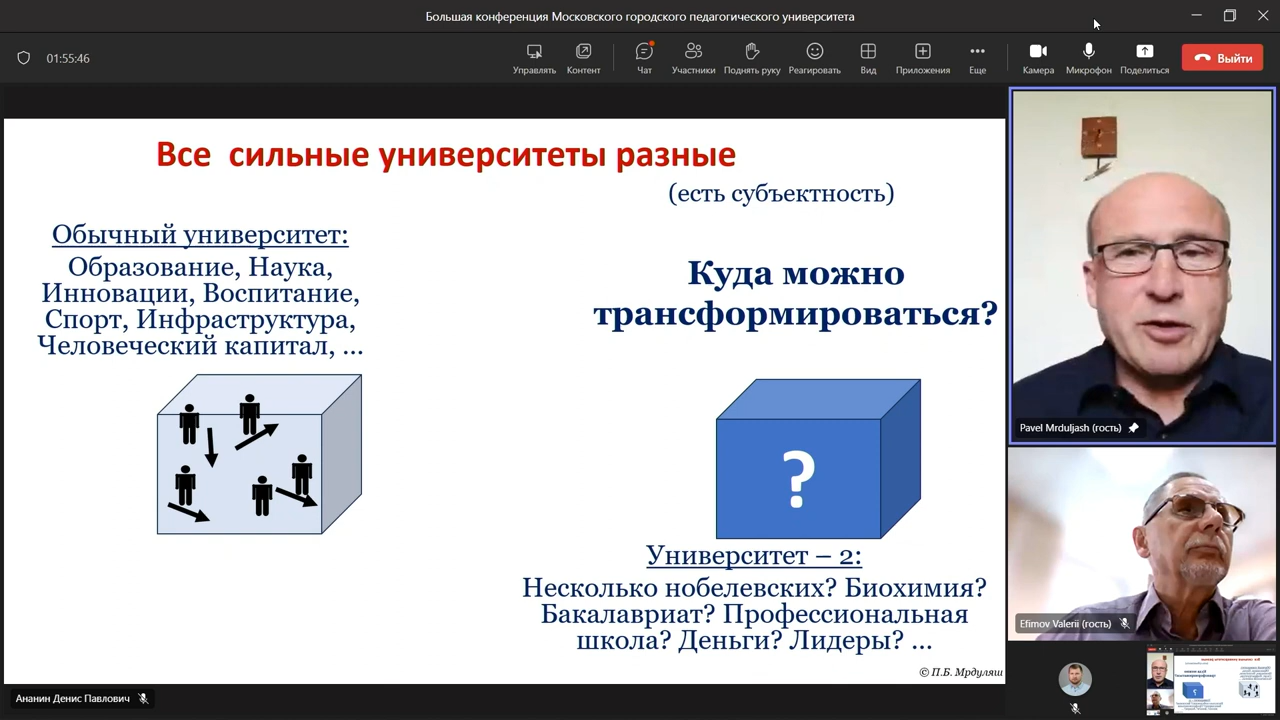 Большая конференция Московского городского педагогического университета
01:55:46
Управлять
Контент
Чат
Участники
Поднять руку
Реагировать
Вид
Приложения
Еще
Камера
Микрофон
Поделиться
Выйти
Все сильные университеты разные
(есть субъектность)
Обычный университет:
Образование, Наука,
Инновации, Воспитание,
Спорт, Инфраструктура,
Человеческий капитал, ...
Куда можно
трансформироваться?
?
Университет – 2:
Несколько нобелевских? Биохимия?
Бакалавриат? Профессиональная
школа? Деньги? Лидеры? ...
© П.Б. Мрдуляш
Pavel Mrduljash (гость)
Efimov Valerii (гость)
Ананин Денис Павлович